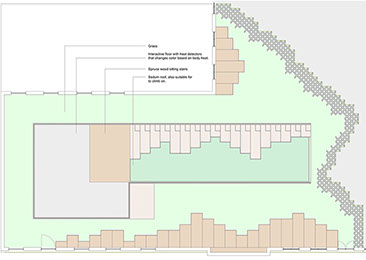 Grass
Interactive floor with heat detectors
that changes color based on body heat.
Spruce wood sitting stairs
Sedum roof, also suitable for
to climb on.